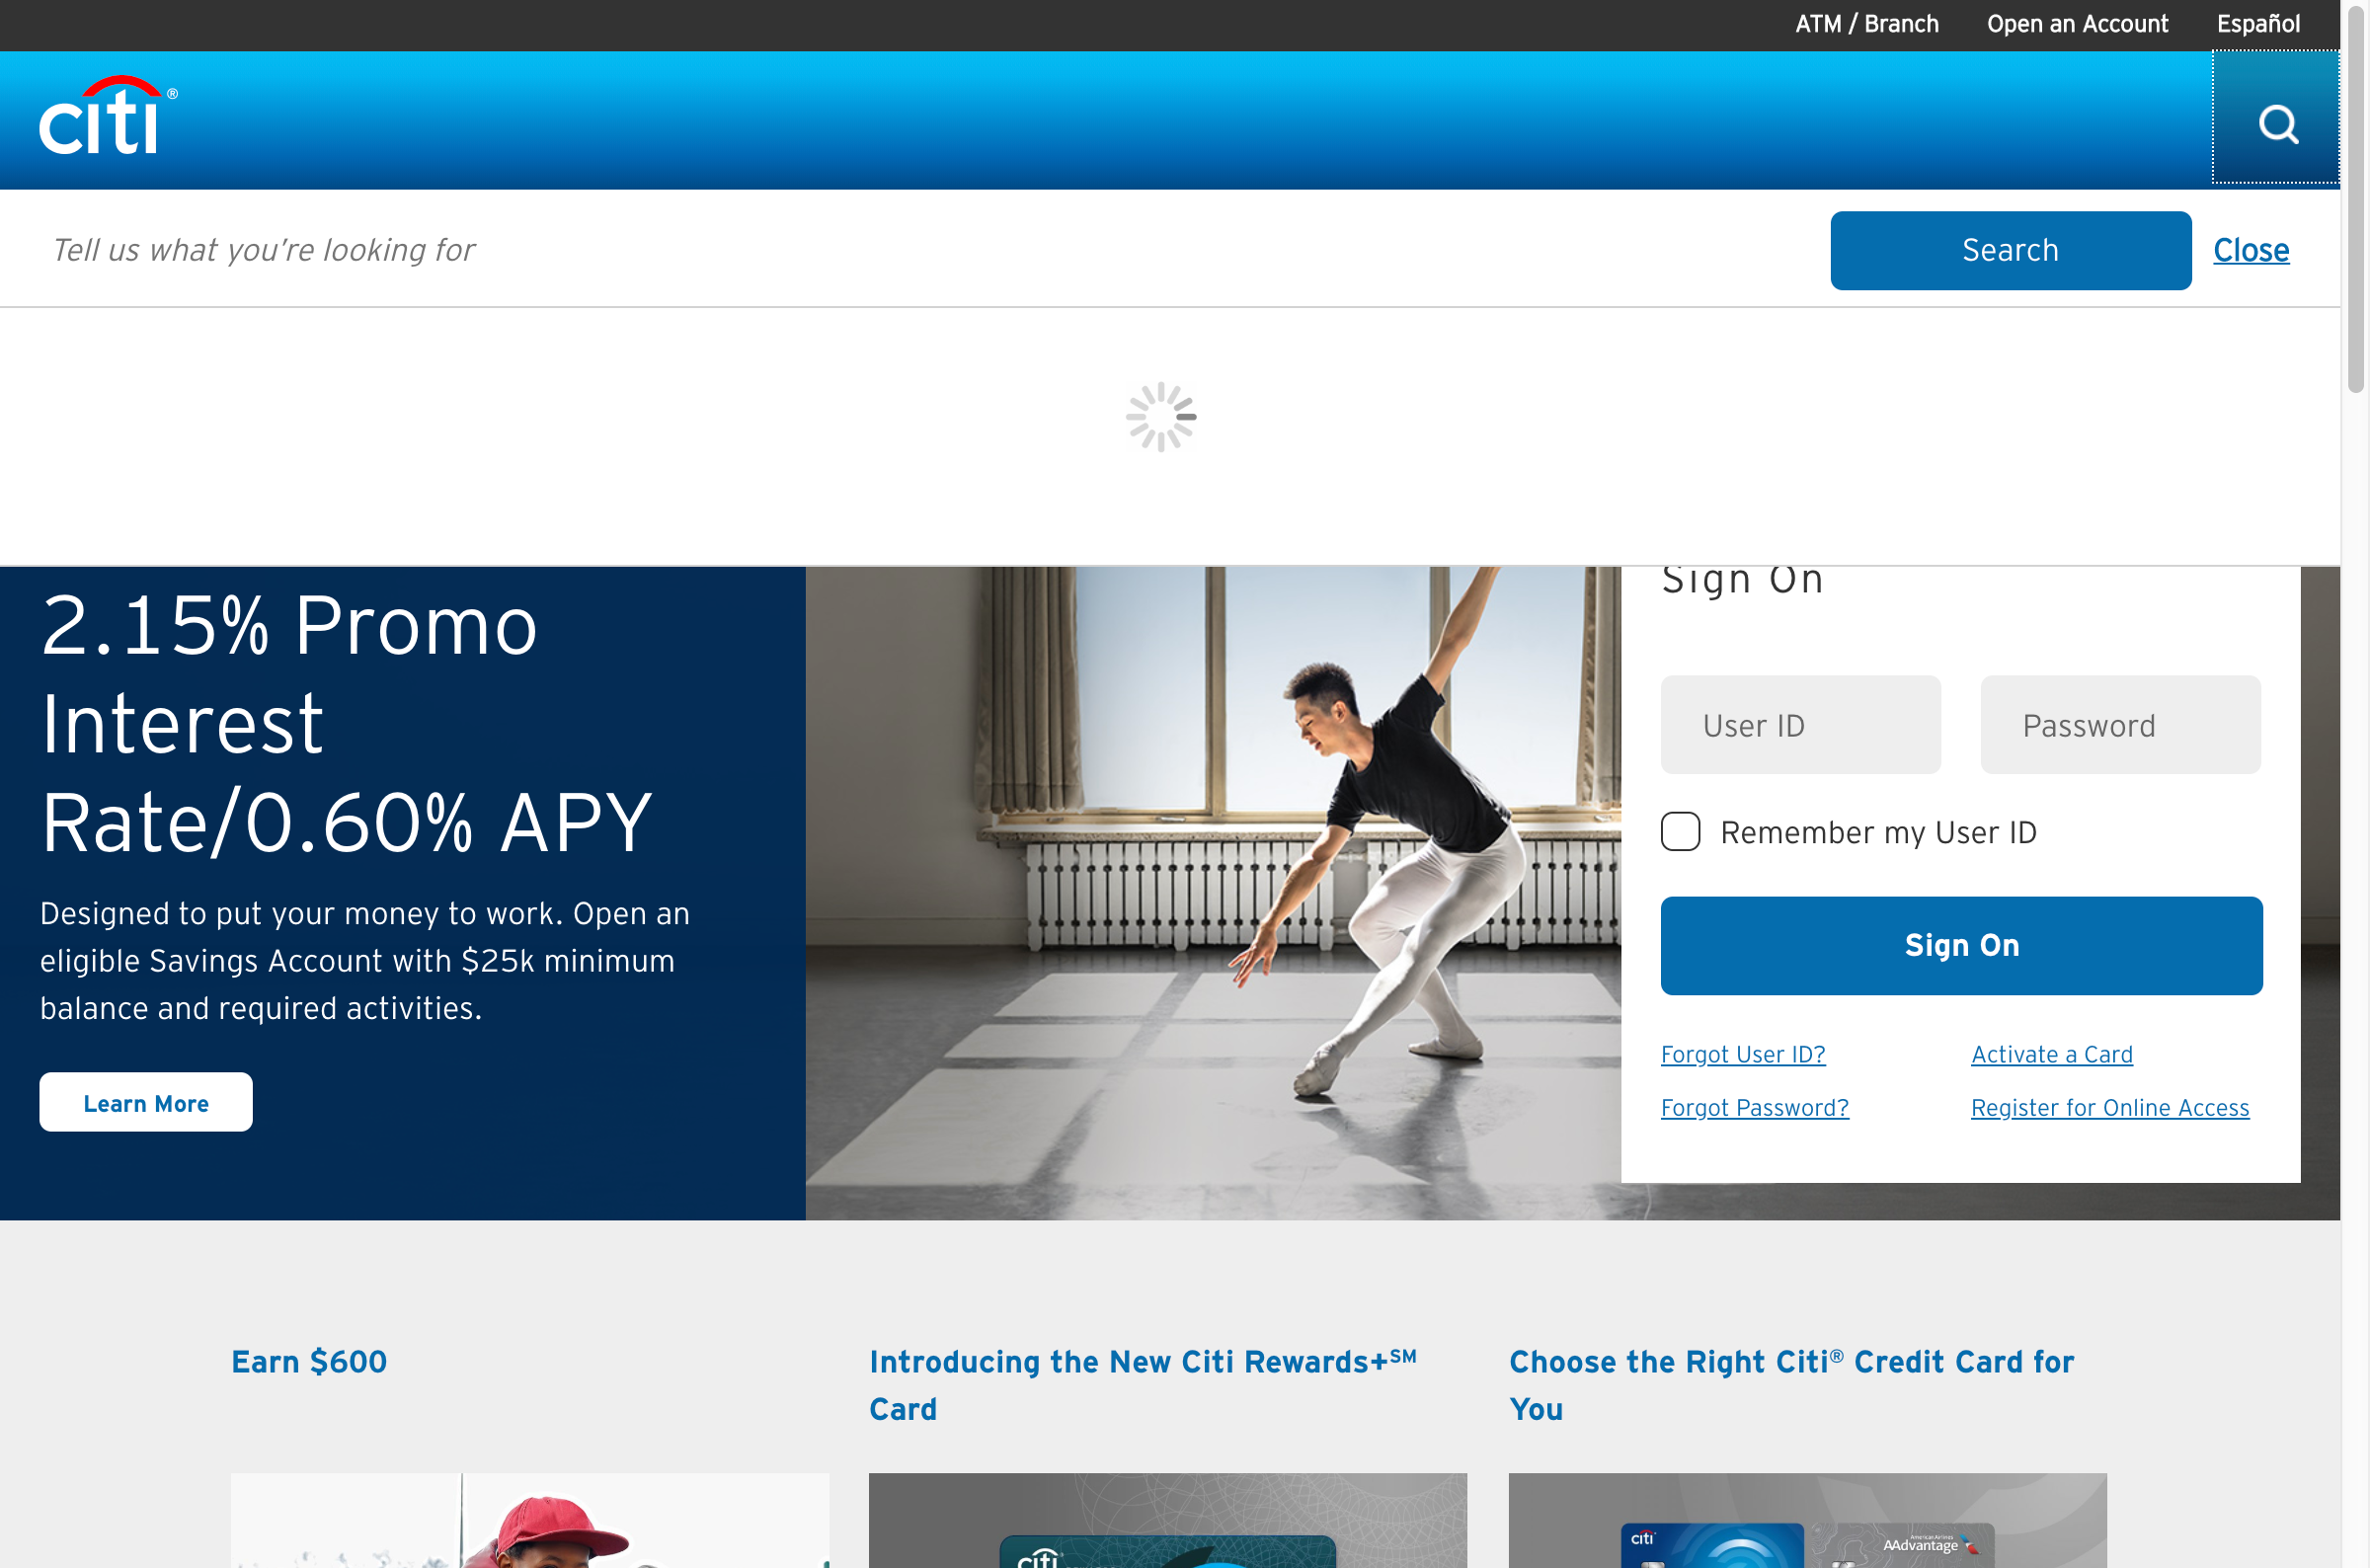 ATM / Branch
Open an Account
Español
citi®
Tell us what you're looking for
Search
Close
2.15% Promo
Interest
Rate/0.60% APY
Designed to put your money to work. Open an
eligible Savings Account with $25k minimum
balance and required activities.
Learn More
Sign On
User ID
Password
Remember my User ID
Sign On
Forgot User ID?
Activate a Card
Forgot Password?
Register for Online Access
Earn $600
Introducing the New Citi Rewards+℠
Card
Choose the Right Citi® Credit Card for
You
citi
citi
American Airlines
AAdvantage